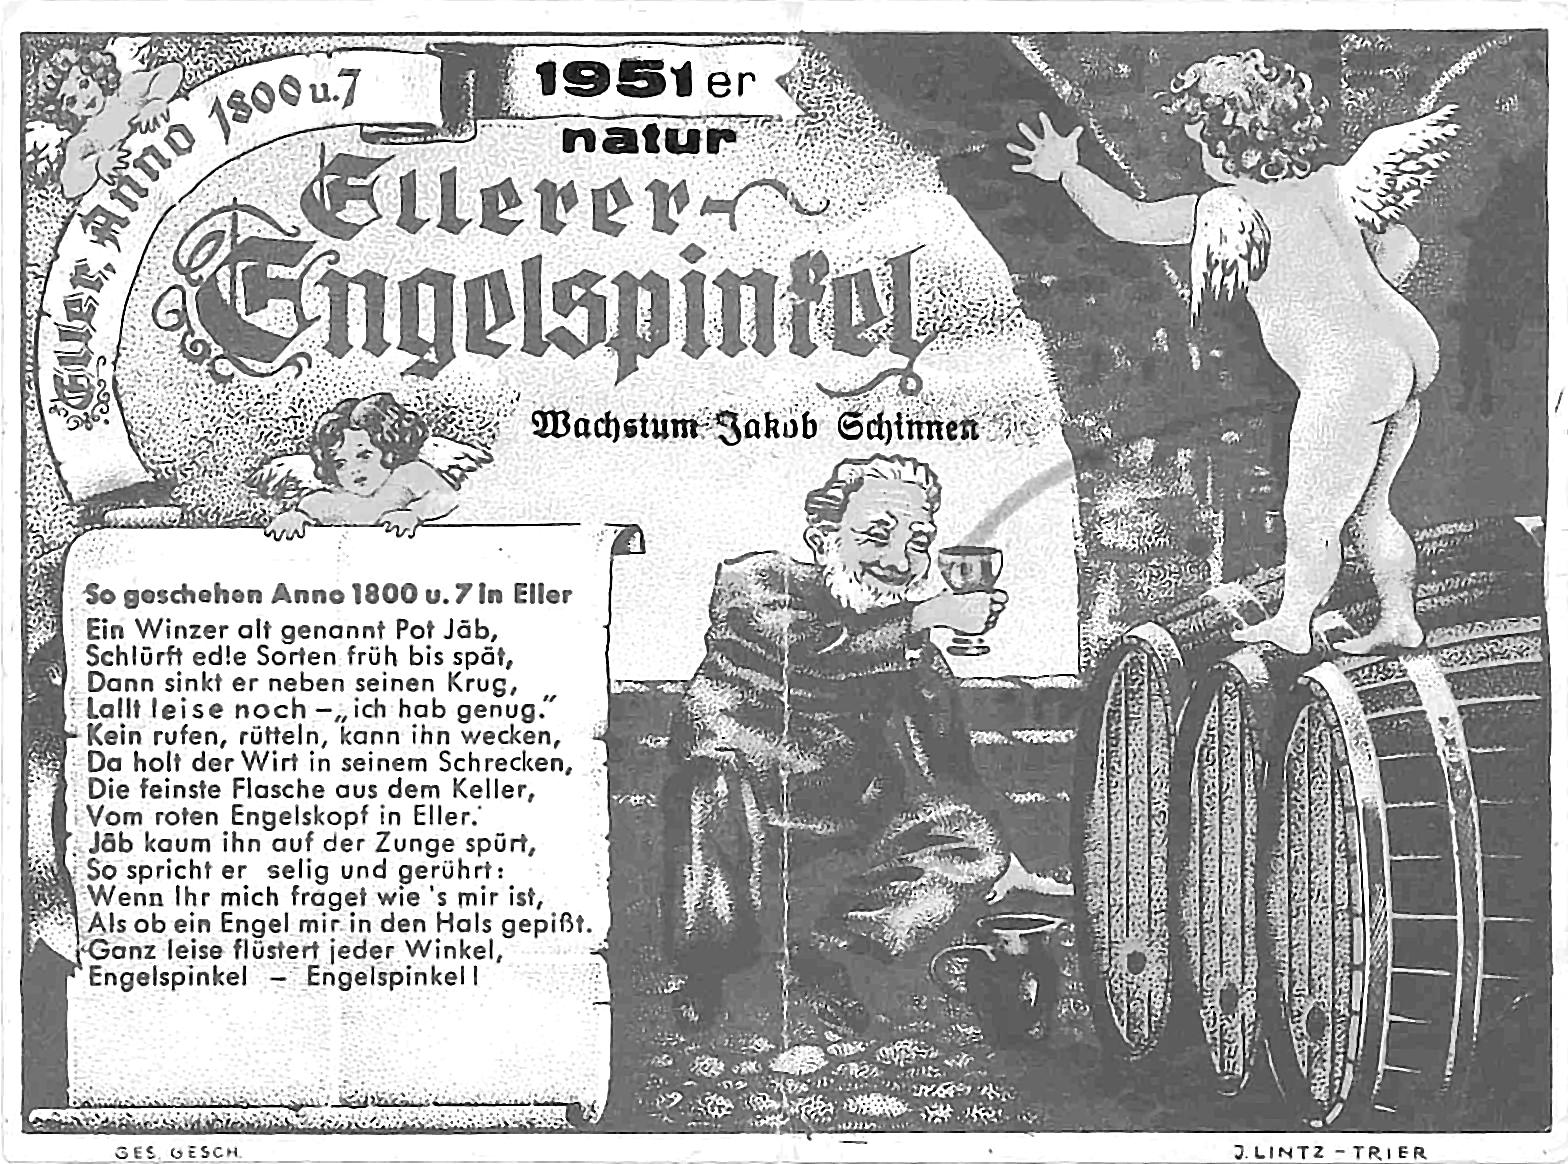 Eller, Anno 1800 u. 7
1951er
natur
Ellerer-
Engelspinkel
Wachstum Jakob Schinnen
So geschehen Anno 1800 u. 7 in Eller
Ein Winzer alt genannt Pot Jäb,
Schlürft edle Sorten früh bis spät,
Dann sinkt er neben seinen Krug,
Lallt leise noch – „ich hab genug.“
Kein rufen, rütteln, kann ihn wecken,
Da holt der Wirt in seinem Schrecken,
Die feinste Flasche aus dem Keller,
Vom roten Engelskopf in Eller.
Jäb kaum ihn auf der Zunge spürt,
So spricht er selig und gerührt:
Wenn Ihr mich fraget wie 's mir ist,
Als ob ein Engel mir in den Hals gepißt.
Ganz leise flüstert jeder Winkel,
Engelspinkel – Engelspinkel!
GES. GESCH.
J. LINTZ – TRIER